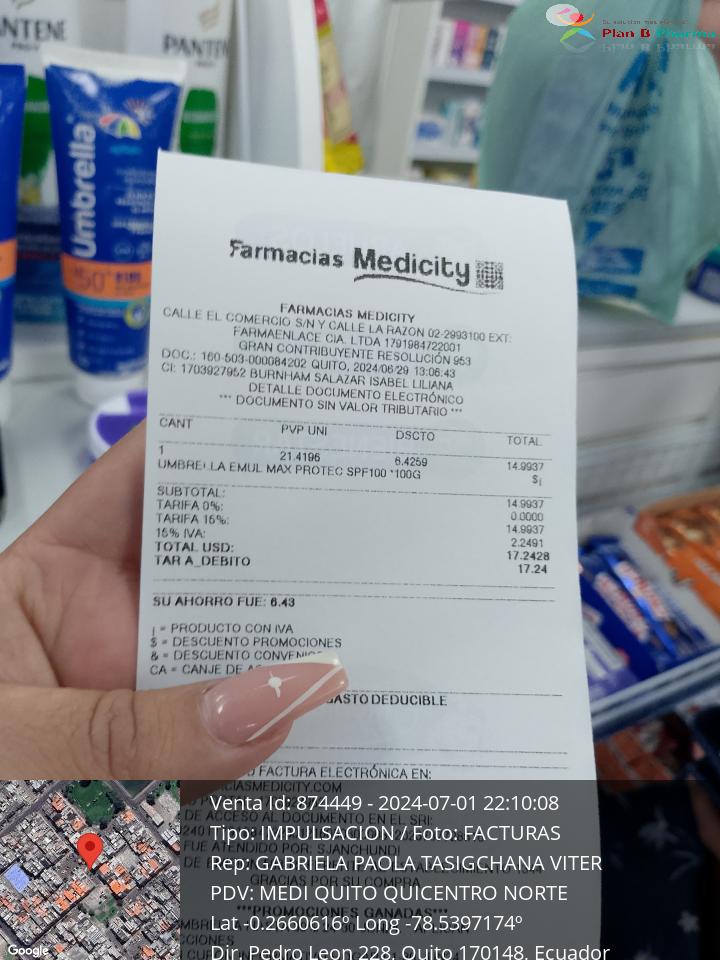 PANTENE
PANTEN
Umbrella
50+
Plan B Pharma
Farmacias Medicity
FARMACIAS MEDICITY
CALLE EL COMERCIO S/N Y CALLE LA RAZON 02-2993100 EXT:
FARMAENLACE CIA. LTDA 1791984722001
GRAN CONTRIBUYENTE RESOLUCIÓN 953
DOC.: 160-503-000084202 QUITO, 2024/06/29 13:06:43
CI: 1703927952 BURNHAM SALAZAR ISABEL LILIANA
DETALLE DOCUMENTO ELECTRÓNICO
*** DOCUMENTO SIN VALOR TRIBUTARIO ***
CANT PVP UNI DSCTO TOTAL
1 21.4196 6.4259 14.9937
UMBRELLA EMUL MAX PROTEC SPF100 *100G $¡
SUBTOTAL: 14.9937
TARIFA 0%: 0.0000
TARIFA 15%: 14.9937
15% IVA: 2.2491
TOTAL USD: 17.2428
TAR A_DEBITO 17.24
SU AHORRO FUE: 6.43
¡ = PRODUCTO CON IVA
$ = DESCUENTO PROMOCIONES
& = DESCUENTO CONVENIOS
CA = CANJE DE
GASTO DEDUCIBLE
FACTURA ELECTRÓNICA EN:
CIASMEDICITY.COM
DE ACCESO AL DOCUMENTO EN EL SRI:
FUE ATENDIDO POR: SJANCHUNDI
GRACIAS POR SU COMPRA
***PROMOCIONES GANADAS***
Venta Id: 874449 - 2024-07-01 22:10:08
Tipo: IMPULSACION / Foto: FACTURAS
Rep: GABRIELA PAOLA TASIGCHANA VITER
PDV: MEDI QUITO QUICENTRO NORTE
Lat -0.2660616º Long -78.5397174º
Dir. Pedro Leon 228, Quito 170148, Ecuador
Google